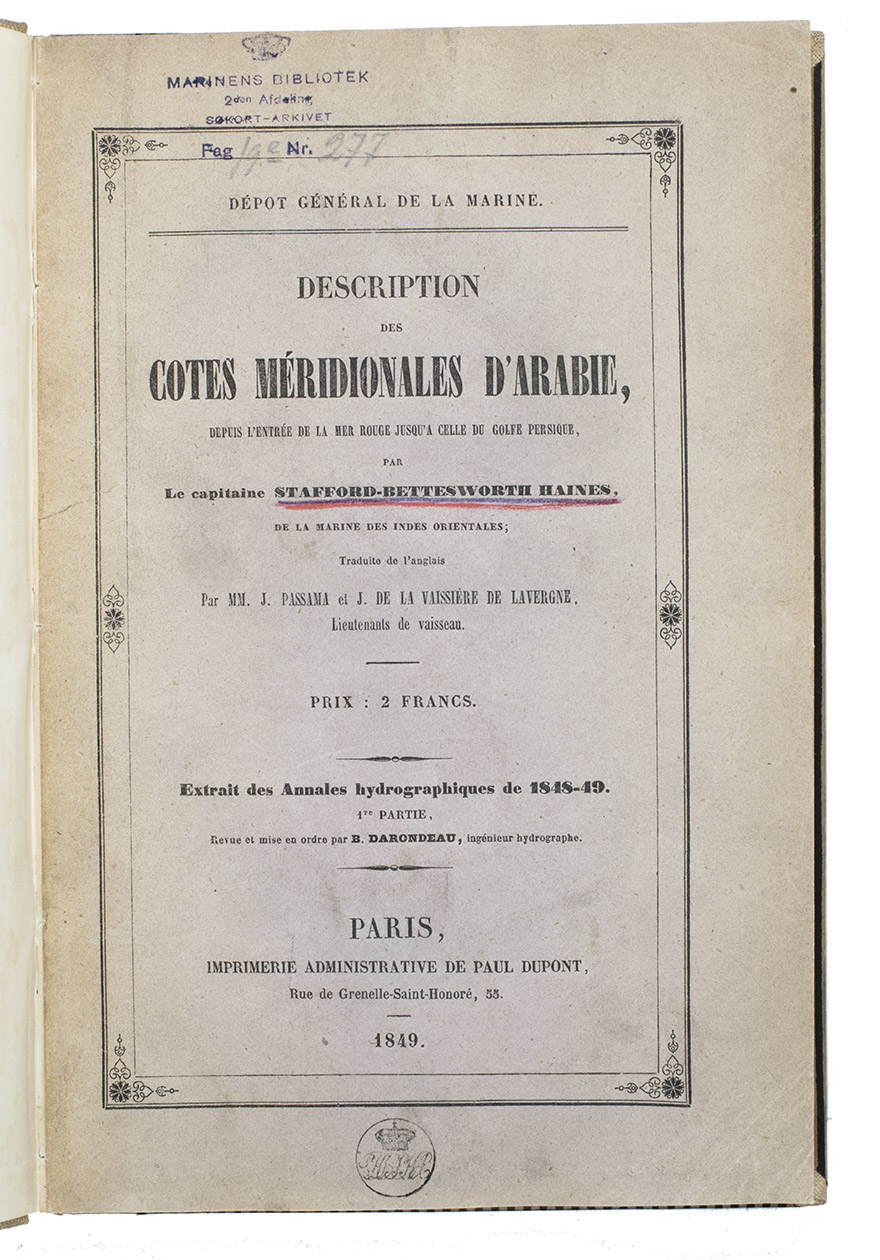 MARINENS BIBLIOTEK
2den Afdeling
SØKORT-ARKIVET
Fag Nr. 277
DÉPOT GÉNÉRAL DE LA MARINE.
DESCRIPTION
DES
COTES MÉRIDIONALES D'ARABIE,
DEPUIS L'ENTRÉE DE LA MER ROUGE JUSQU'A CELLE DU GOLFE PERSIQUE,
PAR
Le capitaine STAFFORD-BETTESWORTH HAINES,
DE LA MARINE DES INDES ORIENTALES;
Traduite de l'anglais
Par MM. J. PASSAMA et J. DE LA VAISSIÈRE DE LAVERGNE,
Lieutenants de vaisseau.
PRIX : 2 FRANCS.
Extrait des Annales hydrographiques de 1848-49.
1re PARTIE,
Revue et mise en ordre par B. DARONDEAU, ingénieur hydrographe.
PARIS,
IMPRIMERIE ADMINISTRATIVE DE PAUL DUPONT,
Rue de Grenelle-Saint-Honoré, 55.
1849.